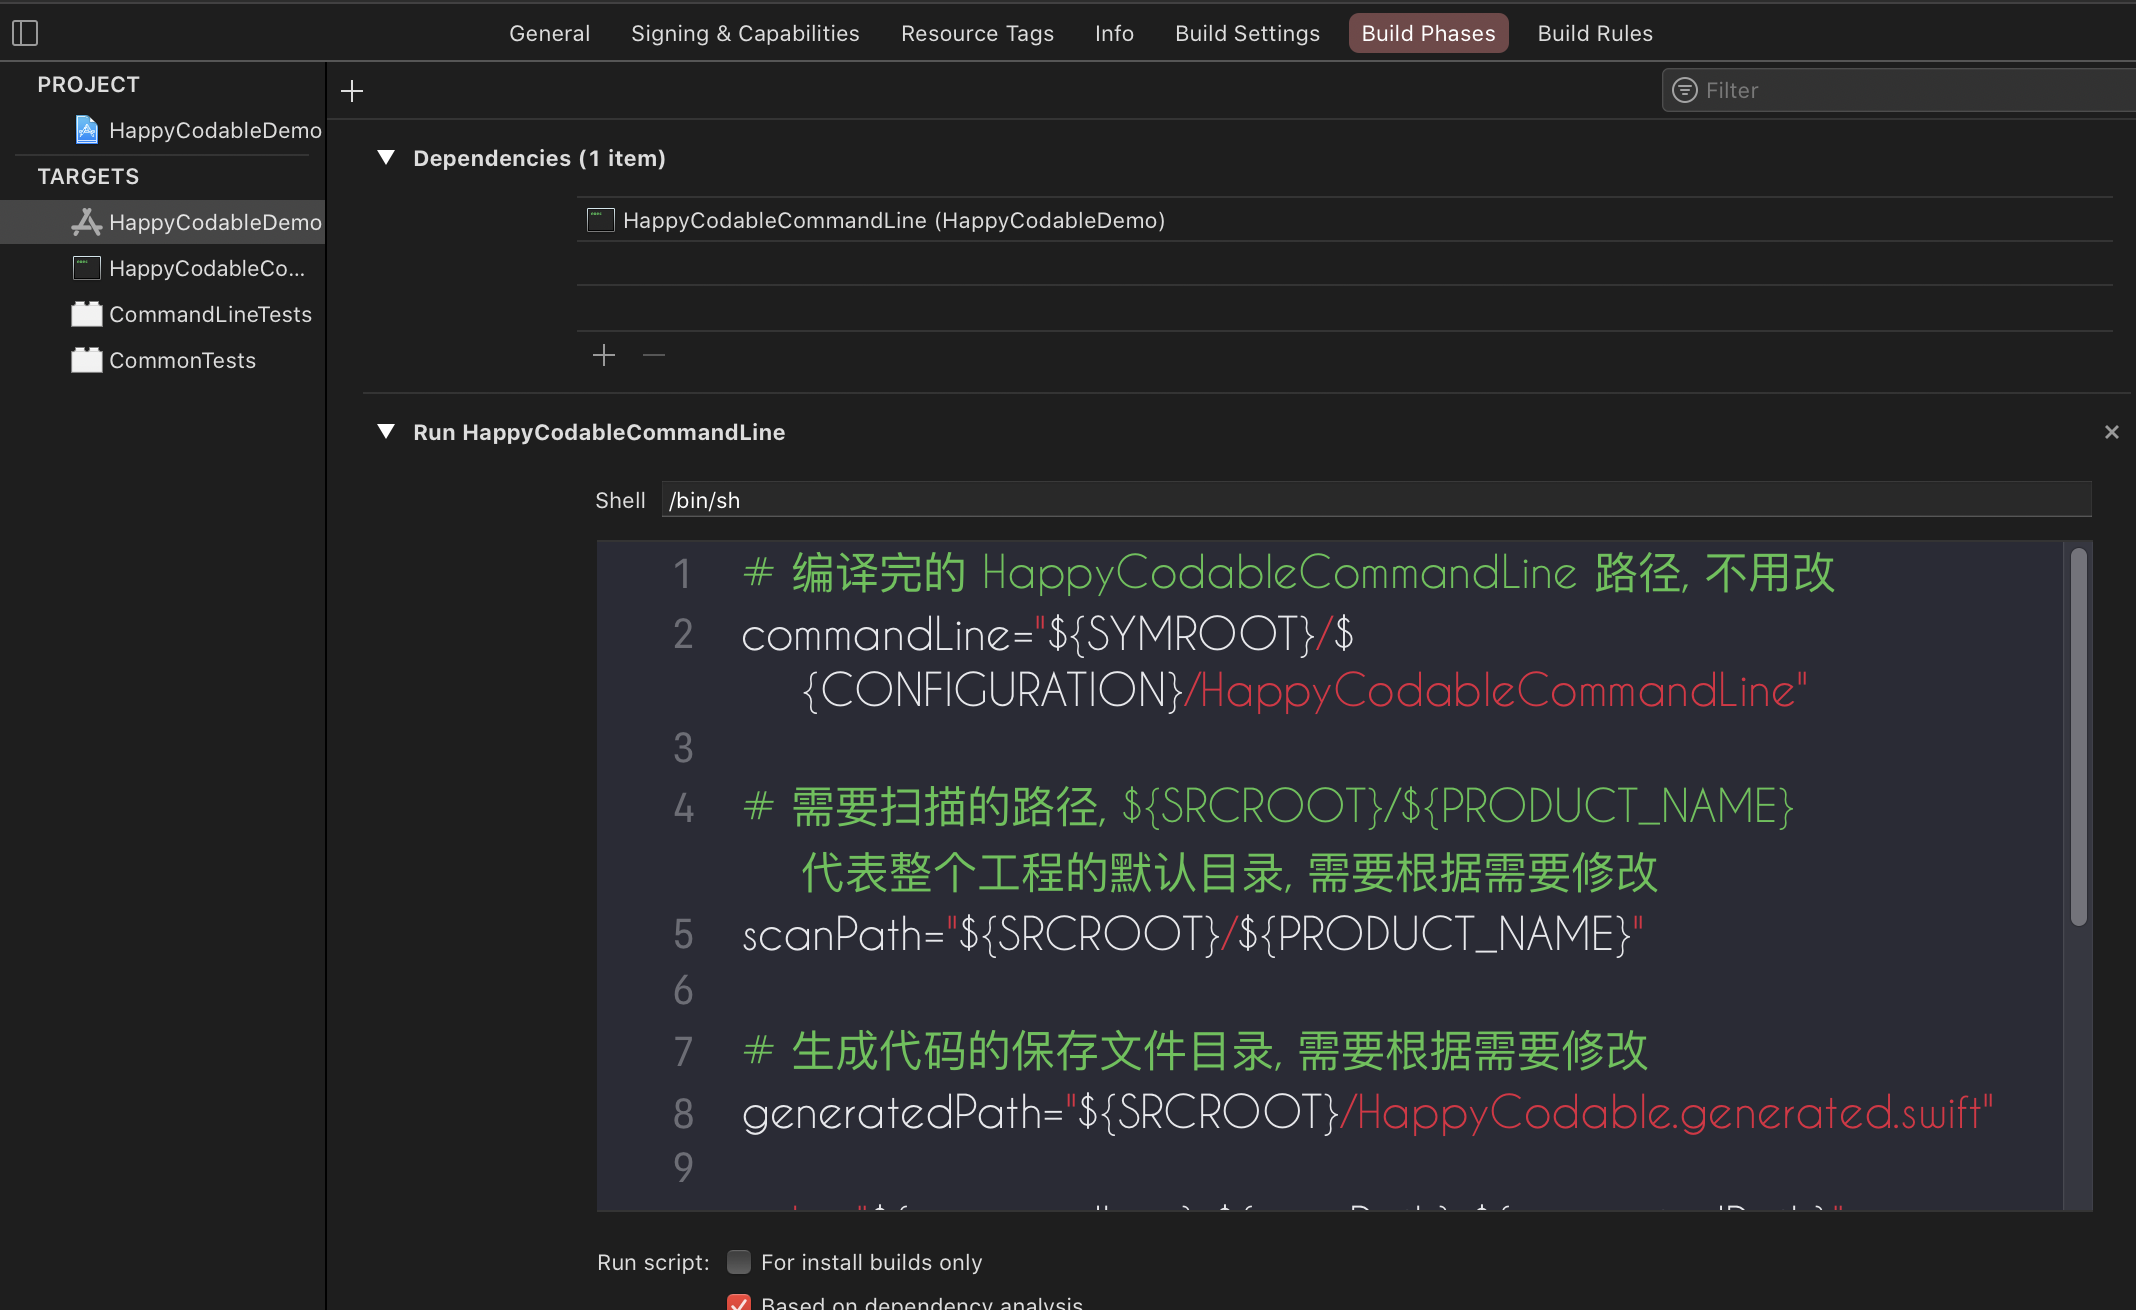 General Signing & Capabilities Resource Tags Info Build Settings Build Phases Build Rules
PROJECT
HappyCodableDemo
TARGETS
HappyCodableDemo
HappyCodableCo...
CommandLineTests
CommonTests
Filter
Dependencies (1 item)
HappyCodableCommandLine (HappyCodableDemo)
Run HappyCodableCommandLine
Shell /bin/sh
1 # 编译完的 HappyCodableCommandLine 路径, 不用改
2 commandLine="${SYMROOT}/$
{CONFIGURATION}/HappyCodableCommandLine"
3
4 # 需要扫描的路径, ${SRCROOT}/${PRODUCT_NAME}
代表整个工程的默认目录, 需要根据需要修改
5 scanPath="${SRCROOT}/${PRODUCT_NAME}"
6
7 # 生成代码的保存文件目录, 需要根据需要修改
8 generatedPath="${SRCROOT}/HappyCodable.generated.swift"
9
Run script: For install builds only
Based on dependency analysis